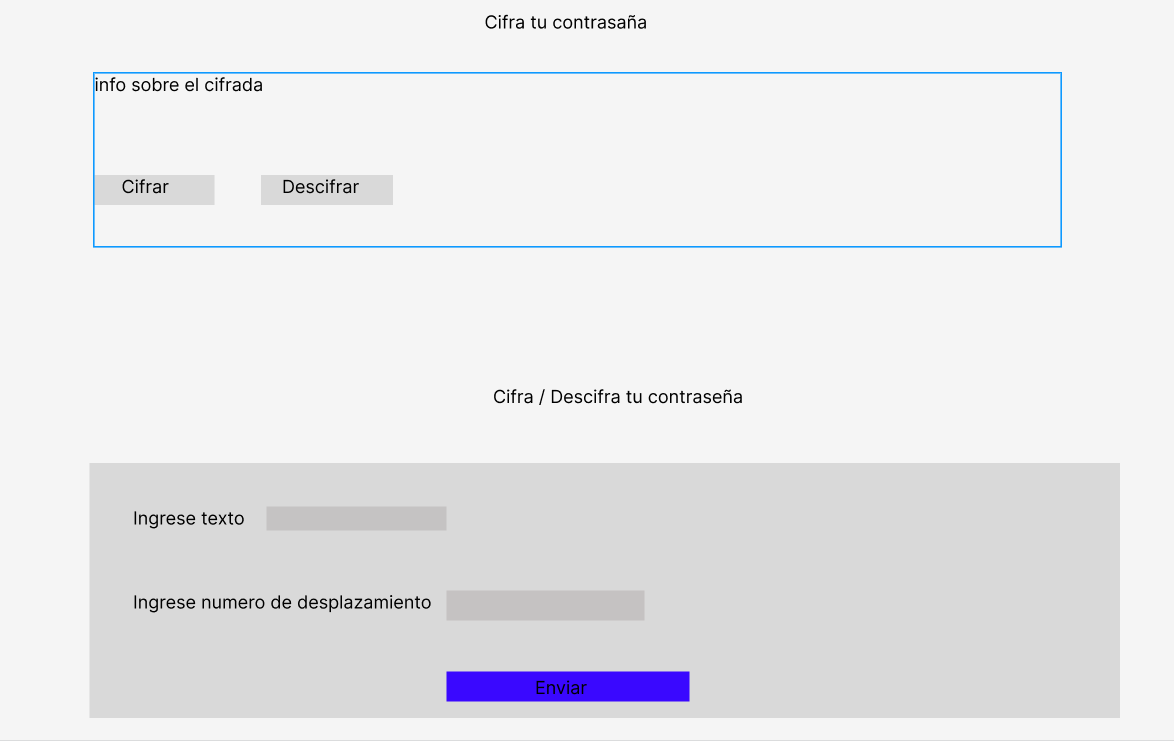 Cifra tu contrasaña
info sobre el cifrada
Cifrar Descifrar
Cifra / Descifra tu contraseña
Ingrese texto
Ingrese numero de desplazamiento
Enviar